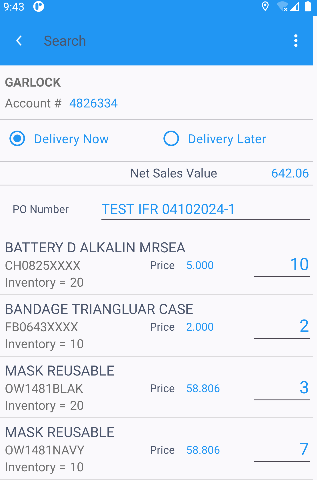 9:43
Search
GARLOCK
Account # 4826334
Delivery Now Delivery Later
Net Sales Value 642.06
PO Number TEST IFR 04102024-1
BATTERY D ALKALIN MRSEA
CH0825XXXX Price 5.000 10
Inventory = 20
BANDAGE TRIANGLUAR CASE
FB0643XXXX Price 2.000 2
Inventory = 10
MASK REUSABLE
OW1481BLAK Price 58.806 3
Inventory = 20
MASK REUSABLE
OW1481NAVY Price 58.806 7
Inventory = 10